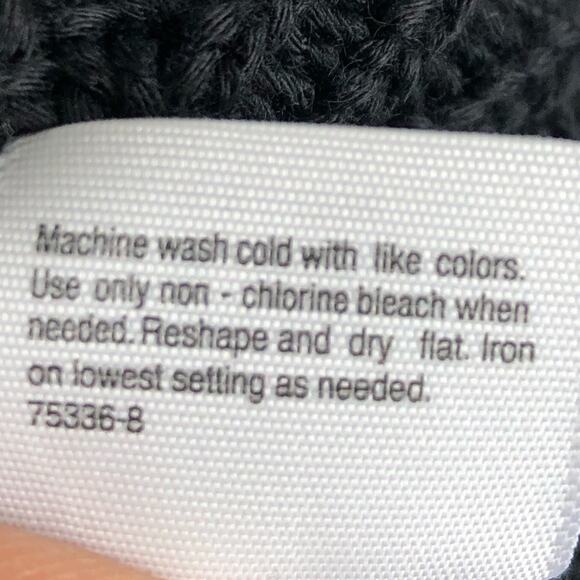 Machine wash cold with like colors.
Use only non - chlorine bleach when
needed. Reshape and dry flat. Iron
on lowest setting as needed.
75336-8